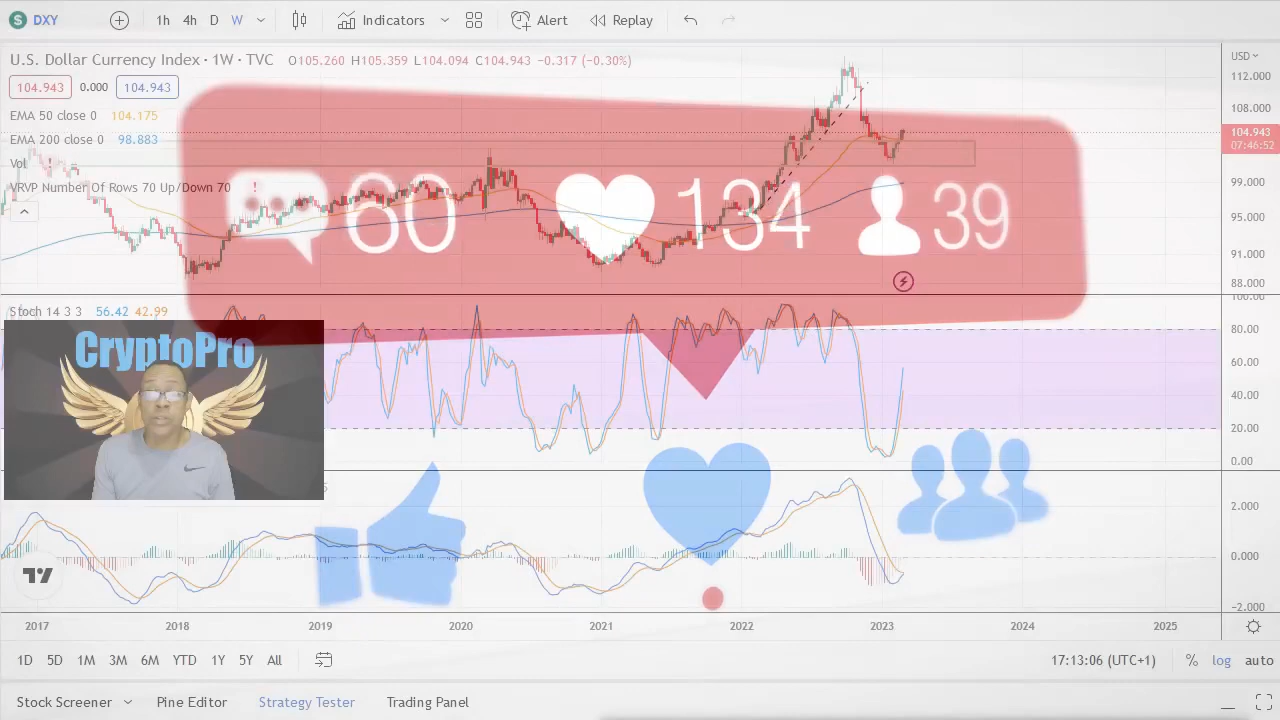 S DXY 1h 4h D W Indicators Alert Replay
U.S. Dollar Currency Index · 1W · TVC O105.260 H105.359 L104.094 C104.943 −0.317 (−0.30%)
USD
104.943 0.000 104.943
112.000
EMA 50 close 0 104.175
108.000
EMA 200 close 0 98.883
104.943
07:46:52
Vol
VRVP Number Of Rows 70 Up/Down 70
60 134 39
99.000
95.000
91.000
88.000
100.00
Stoch 14 3 3 56.42 42.99
80.00
CryptoPro
60.00
40.00
20.00
0.00
2.000
0.000
−2.000
2017 2018 2019 2020 2021 2022 2023 2024 2025
1D 5D 1M 3M 6M YTD 1Y 5Y All 17:13:06 (UTC+1) % log auto
Stock Screener Pine Editor Strategy Tester Trading Panel